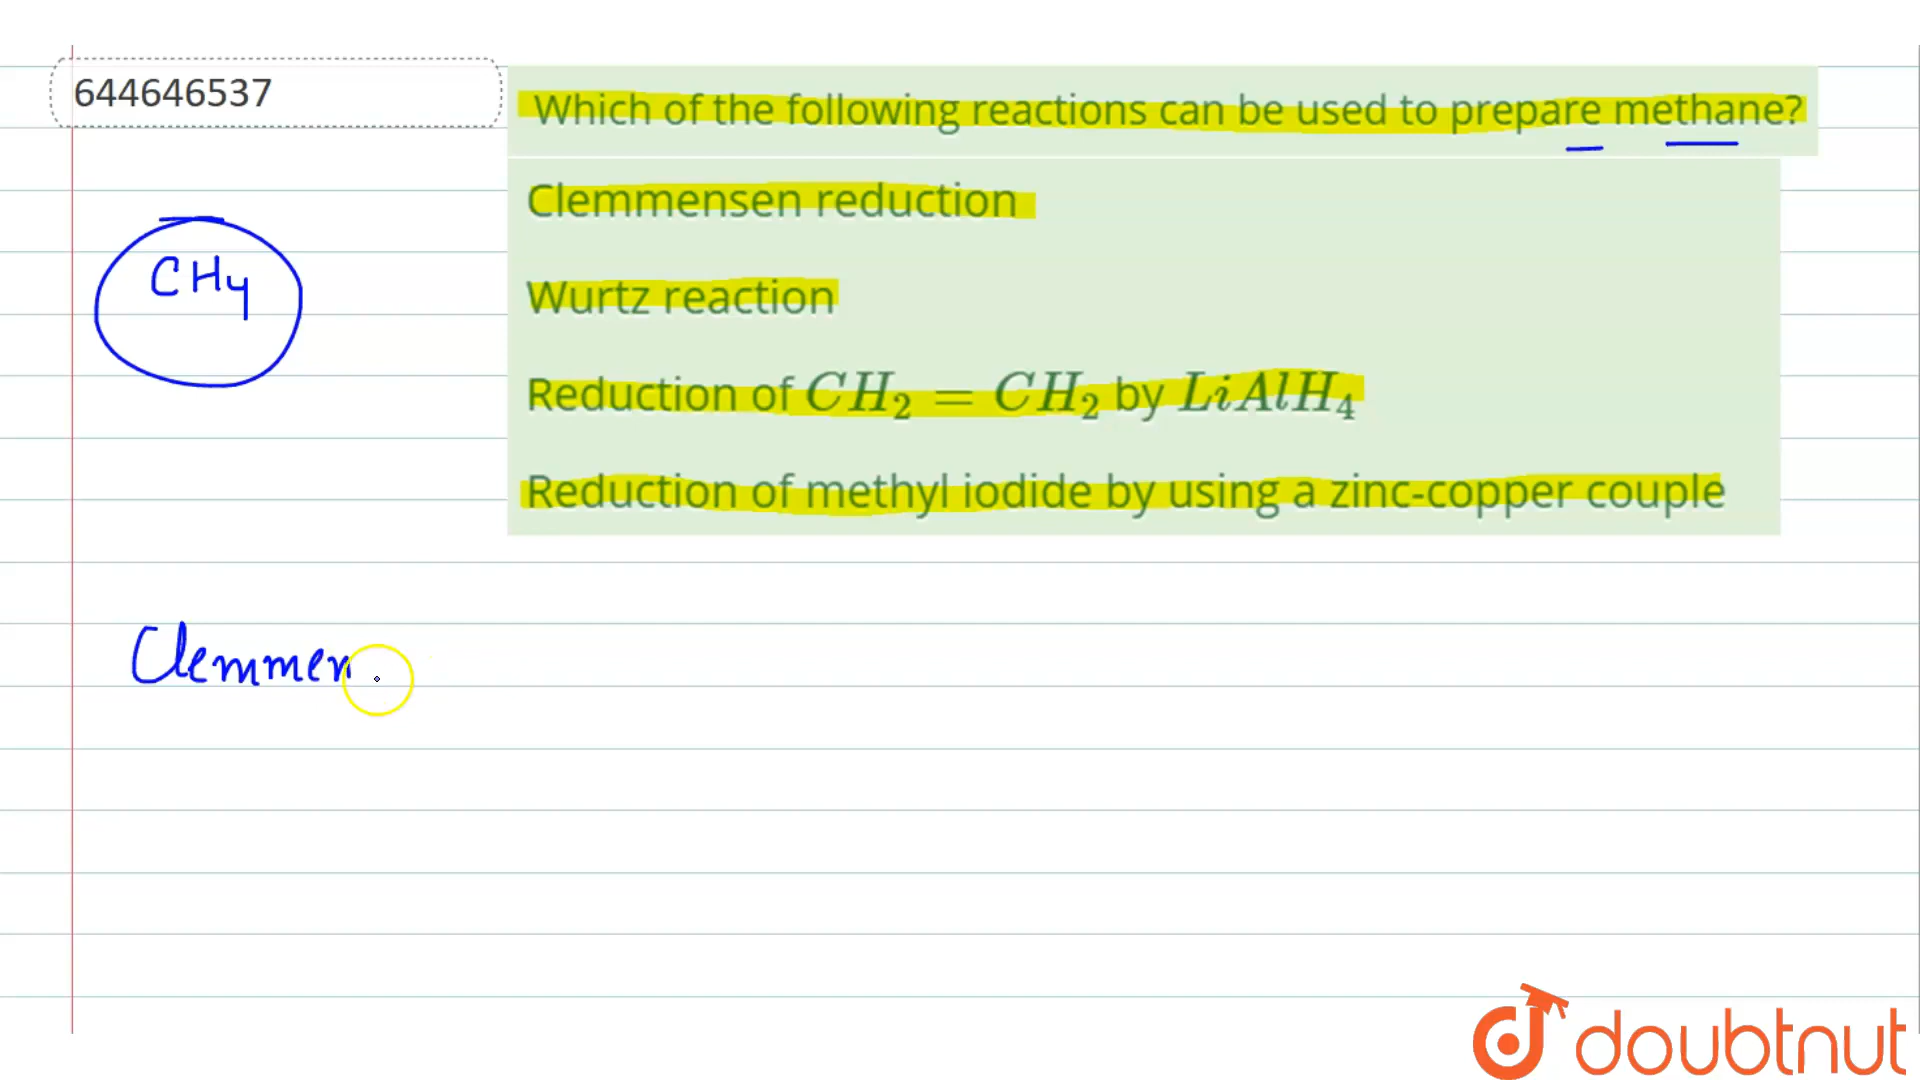 644646537
Which of the following reactions can be used to prepare methane?
Clemmensen reduction
Wurtz reaction
Reduction of CH₂ = CH₂ by LiAlH₄
Reduction of methyl iodide by using a zinc-copper couple
CH₄
Clemmen
doubtnut